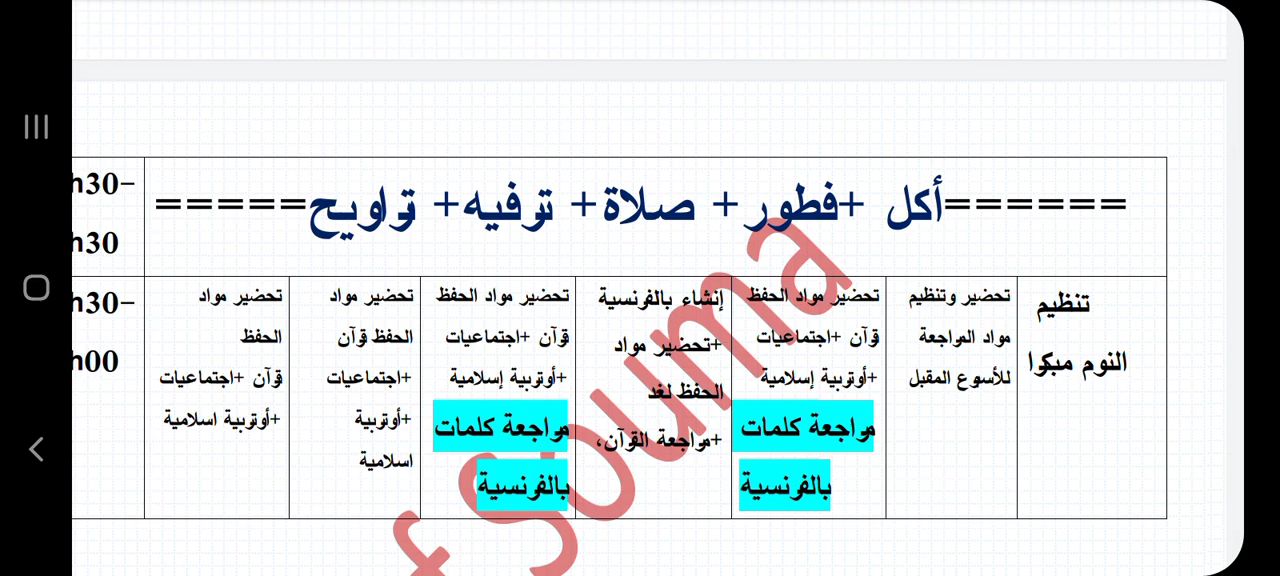 h30-
h30
======أكل +فطور+ صلاة+ ترفيه+ تراويح=====
h30-
h00
تحضير مواد
الحفظ
قرآن +اجتماعيات
+أوتربية اسلامية
تحضير مواد
الحفظ قرآن
+اجتماعيات
+أوتربية
اسلامية
تحضير مواد الحفظ
قرآن +اجتماعيات
+أوتربية إسلامية
مراجعة كلمات
بالفرنسية
إنشاء بالفرنسية
+تحضير مواد
الحفظ لغد
+مراجعة القرآن،
تحضير مواد الحفظ
قرآن +اجتماعيات
+أوتربية إسلامية
مراجعة كلمات
بالفرنسية
تحضير وتنظيم
مواد المراجعة
للأسبوع المقبل
تنظيم
النوم مبكرا
f Souma